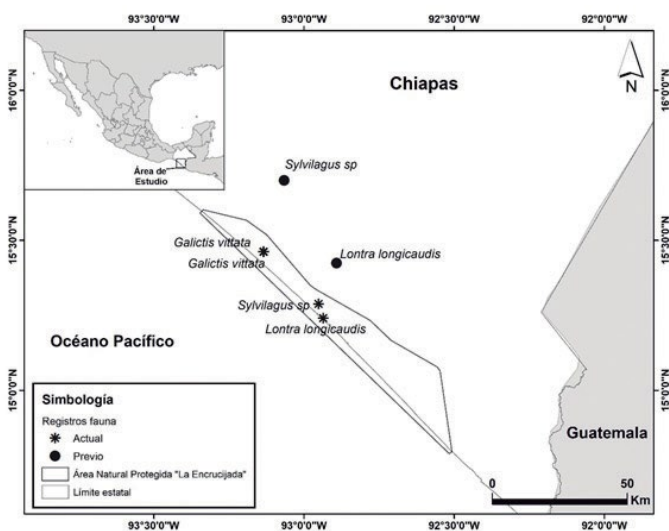 93°30'0"W
93°0'0"W
92°30'0"W
92°0'0"W
16°0'0"N
15°30'0"N
15°0'0"N
Área de
Estudio
Chiapas
N
Sylvilagus sp
Galictis vittata
Galictis vittata
Lontra longicaudis
Sylvilagus sp
Lontra longicaudis
Océano Pacífico
Guatemala
Simbología
Registros fauna
Actual
Previo
Área Natural Protegida "La Encrucijada"
Límite estatal
0
50
Km
16°0'0"N
15°30'0"N
15°0'0"N
93°30'0"W
93°0'0"W
92°30'0"W
92°0'0"W